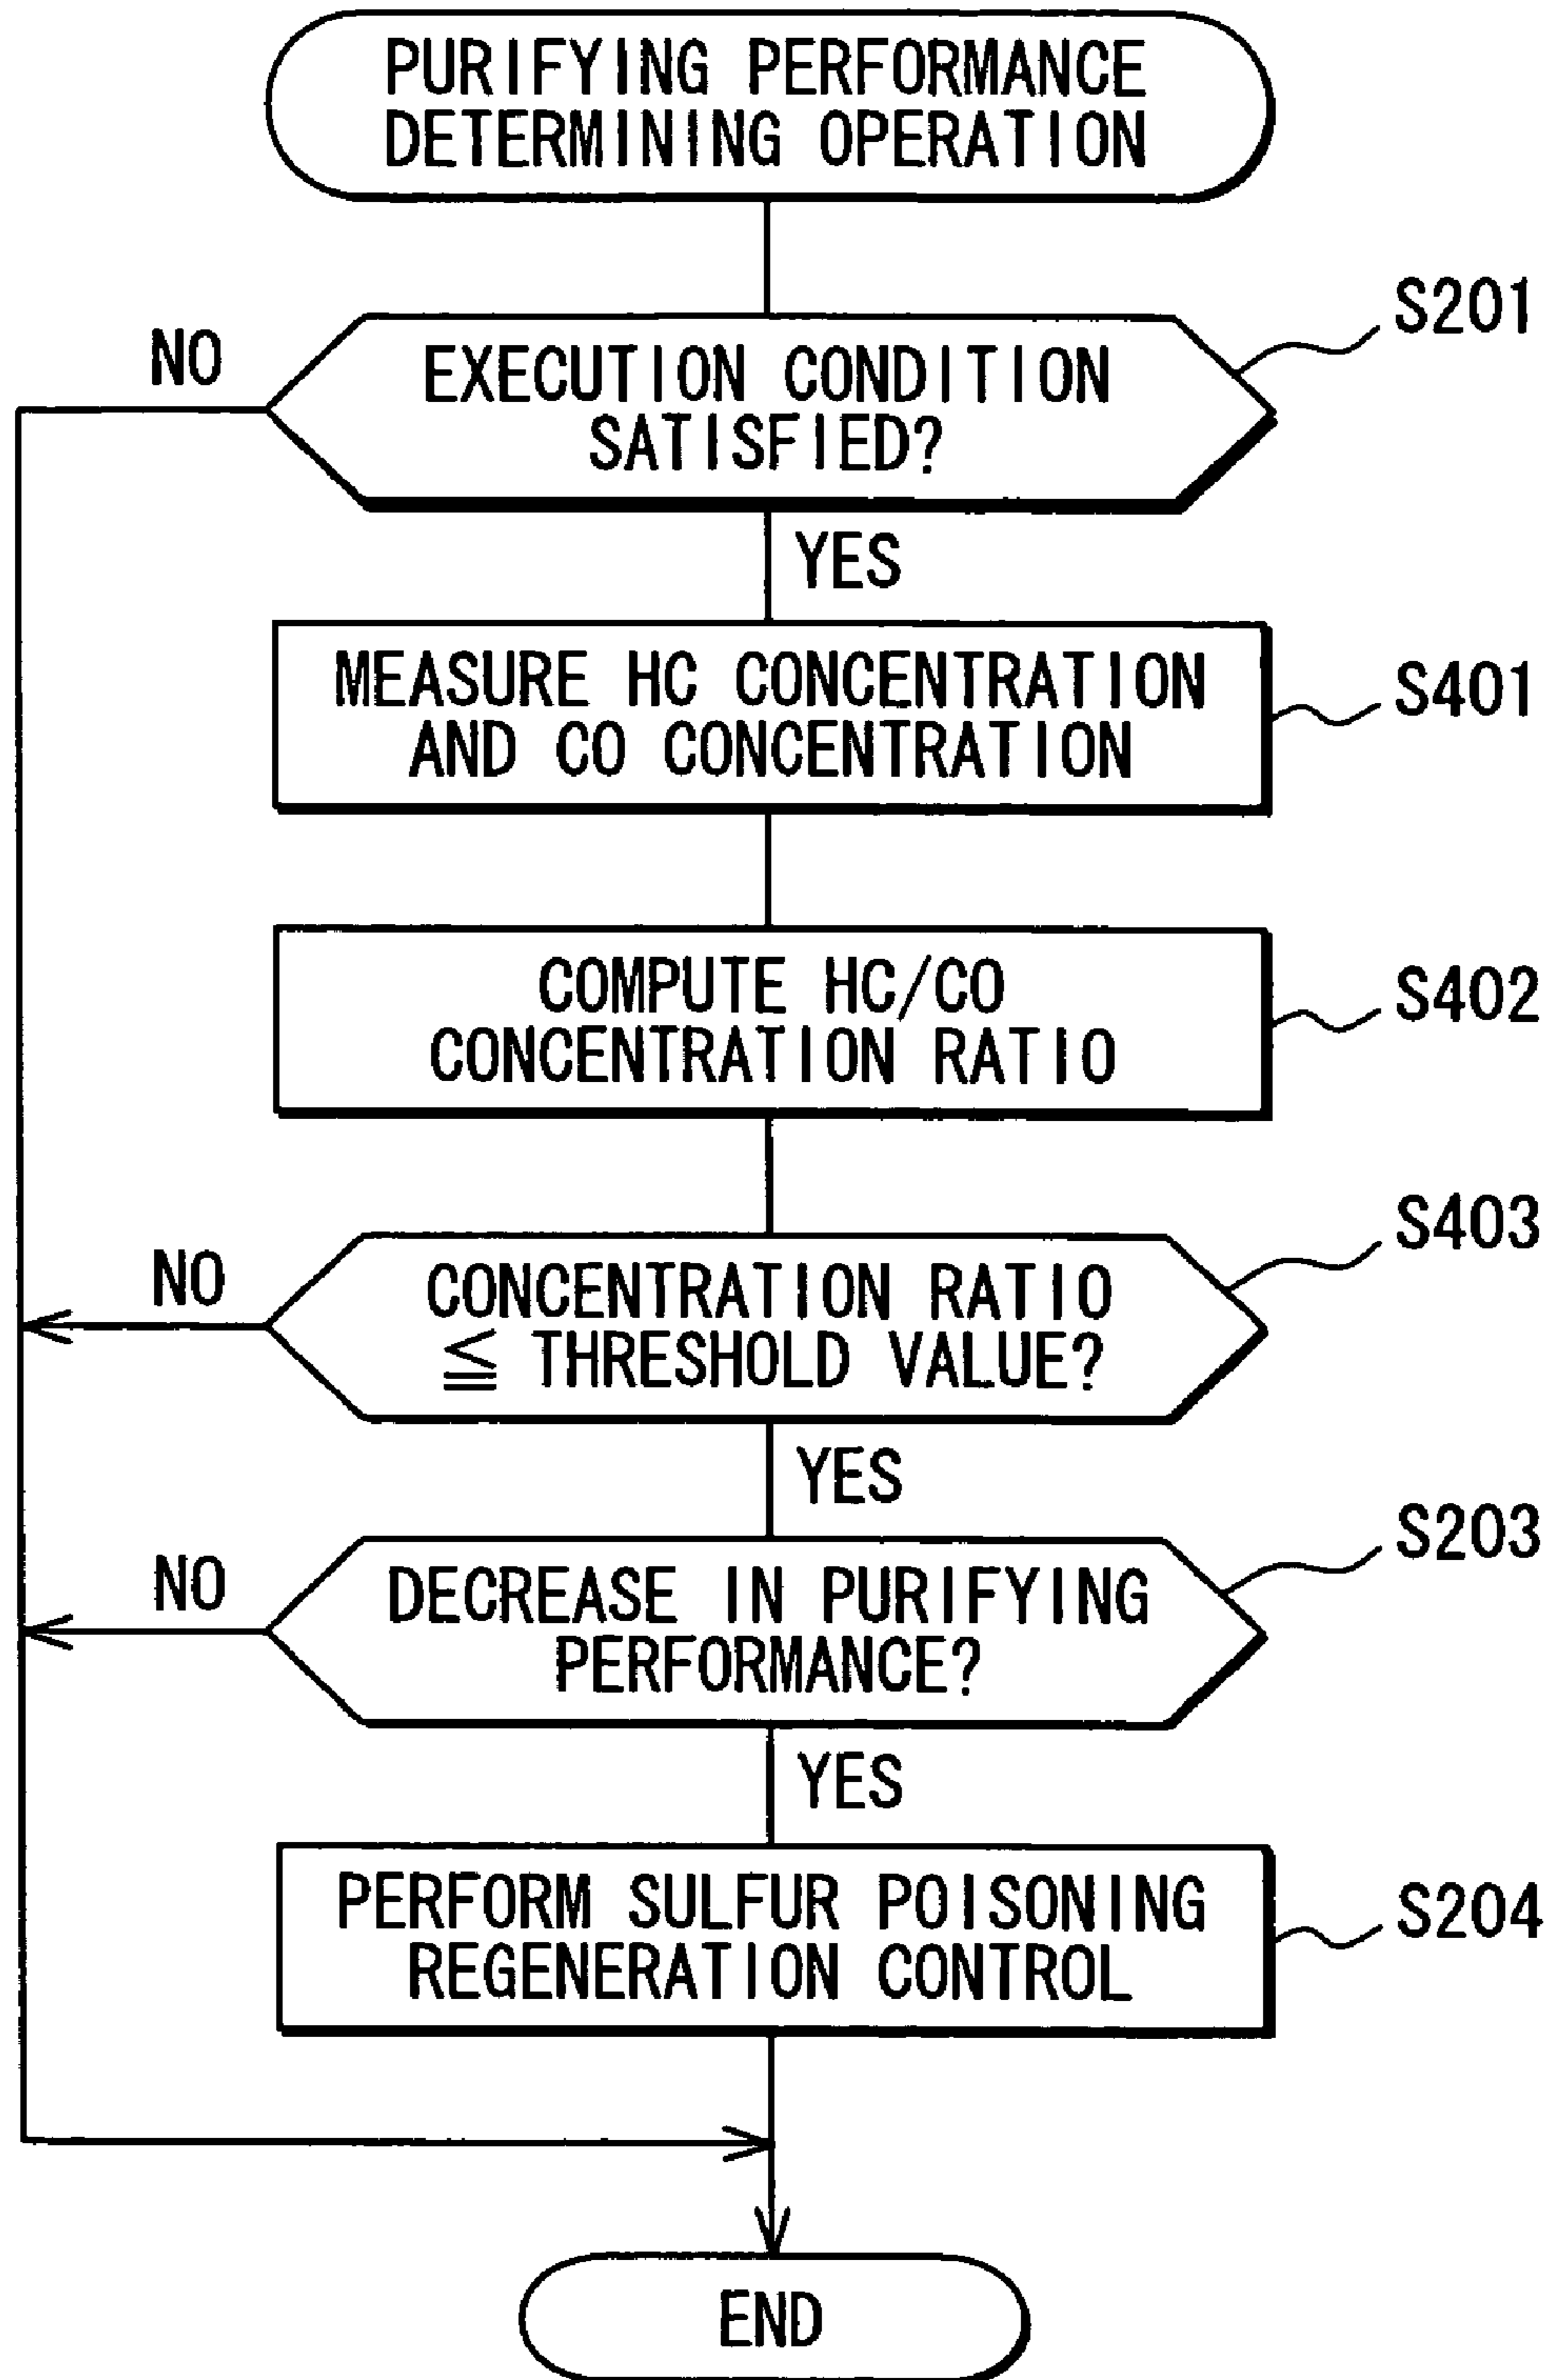 PURIFYING PERFORMANCE
DETERMINING OPERATION
S201
NO
EXECUTION CONDITION
SATISFIED?
YES
MEASURE HC CONCENTRATION
AND CO CONCENTRATION
S401
COMPUTE HC/CO
CONCENTRATION RATIO
S402
S403
NO
CONCENTRATION RATIO
≦ THRESHOLD VALUE?
YES
S203
NO
DECREASE IN PURIFYING
PERFORMANCE?
YES
PERFORM SULFUR POISONING
REGENERATION CONTROL
S204
END